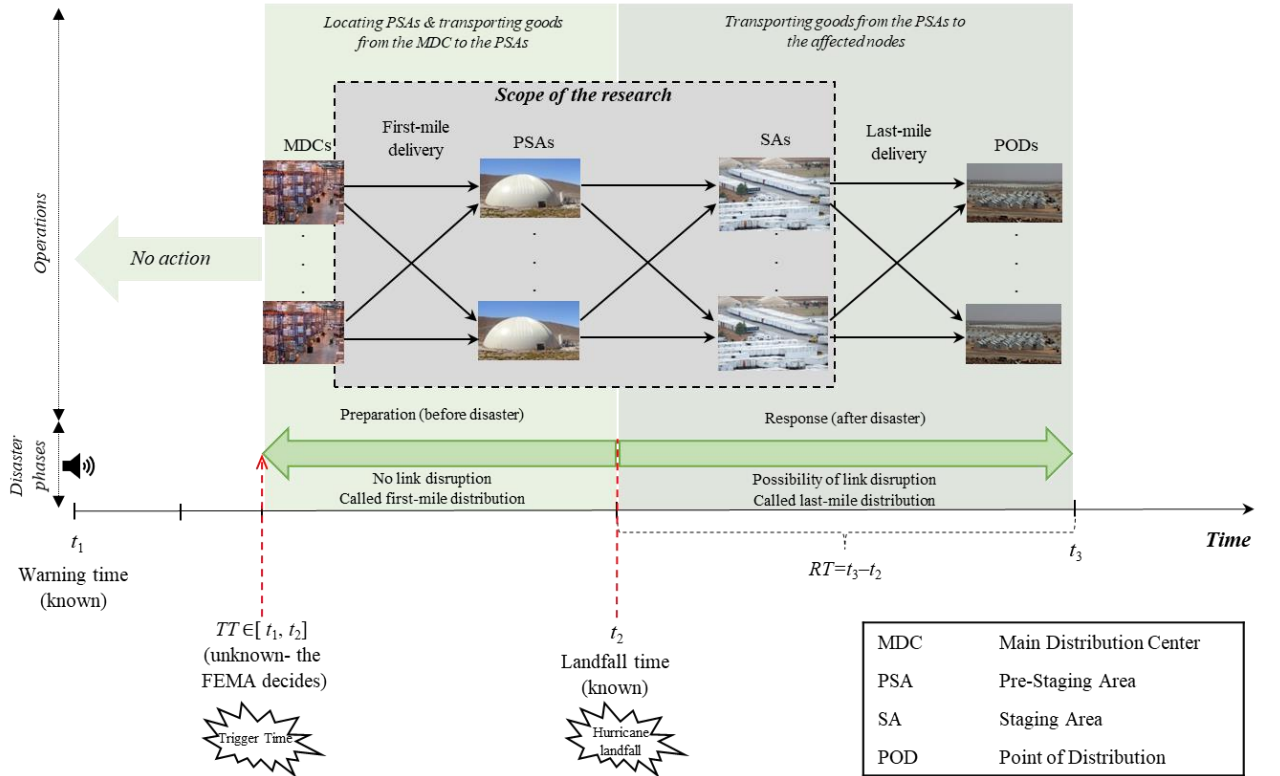 Locating PSAs & transporting goods
from the MDC to the PSAs
Transporting goods from the PSAs to
the affected nodes
Scope of the research
First-mile
delivery
Last-mile
delivery
MDCs
PSAs
SAs
PODs
Operations
No action
Preparation (before disaster)
Response (after disaster)
Disaster
phases
No link disruption
Called first-mile distribution
Possibility of link disruption
Called last-mile distribution
t1
Warning time
(known)
t3
Time
RT=t3–t2
TT∈[ t1, t2]
(unknown- the
FEMA decides)
Trigger Time
t2
Landfall time
(known)
Hurricane
landfall
MDC Main Distribution Center
PSA Pre-Staging Area
SA Staging Area
POD Point of Distribution